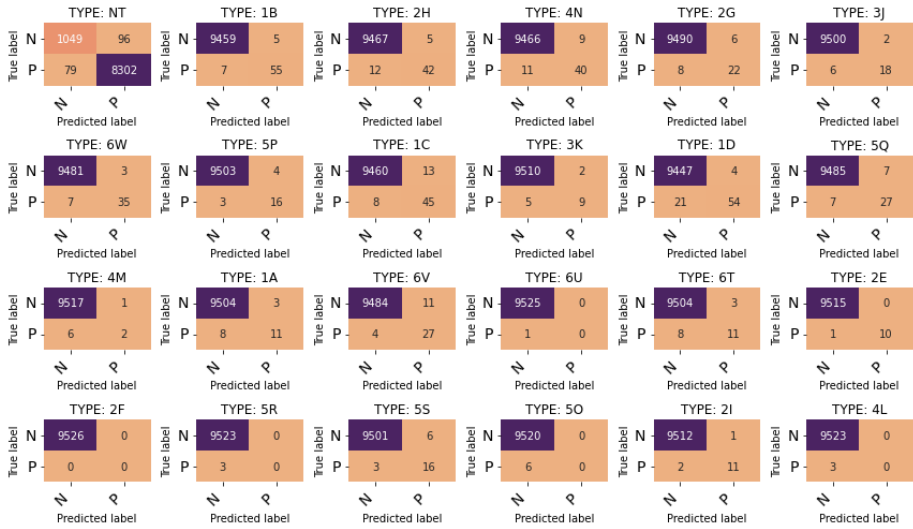 TYPE: NT TYPE: 1B TYPE: 2H TYPE: 4N TYPE: 2G TYPE: 3J
True label N 1049 96 True label N 9459 5 True label N 9467 5 True label N 9466 9 True label N 9490 6 True label N 9500 2
P 79 8302 P 7 55 P 12 42 P 11 40 P 8 22 P 6 18
N P N P N P N P N P N P
Predicted label Predicted label Predicted label Predicted label Predicted label Predicted label
TYPE: 6W TYPE: 5P TYPE: 1C TYPE: 3K TYPE: 1D TYPE: 5Q
True label N 9481 3 True label N 9503 4 True label N 9460 13 True label N 9510 2 True label N 9447 4 True label N 9485 7
P 7 35 P 3 16 P 8 45 P 5 9 P 21 54 P 7 27
N P N P N P N P N P N P
Predicted label Predicted label Predicted label Predicted label Predicted label Predicted label
TYPE: 4M TYPE: 1A TYPE: 6V TYPE: 6U TYPE: 6T TYPE: 2E
True label N 9517 1 True label N 9504 3 True label N 9484 11 True label N 9525 0 True label N 9504 3 True label N 9515 0
P 6 2 P 8 11 P 4 27 P 1 0 P 8 11 P 1 10
N P N P N P N P N P N P
Predicted label Predicted label Predicted label Predicted label Predicted label Predicted label
TYPE: 2F TYPE: 5R TYPE: 5S TYPE: 5O TYPE: 2I TYPE: 4L
True label N 9526 0 True label N 9523 0 True label N 9501 6 True label N 9520 0 True label N 9512 1 True label N 9523 0
P 0 0 P 3 0 P 3 16 P 6 0 P 2 11 P 3 0
N P N P N P N P N P N P
Predicted label Predicted label Predicted label Predicted label Predicted label Predicted label